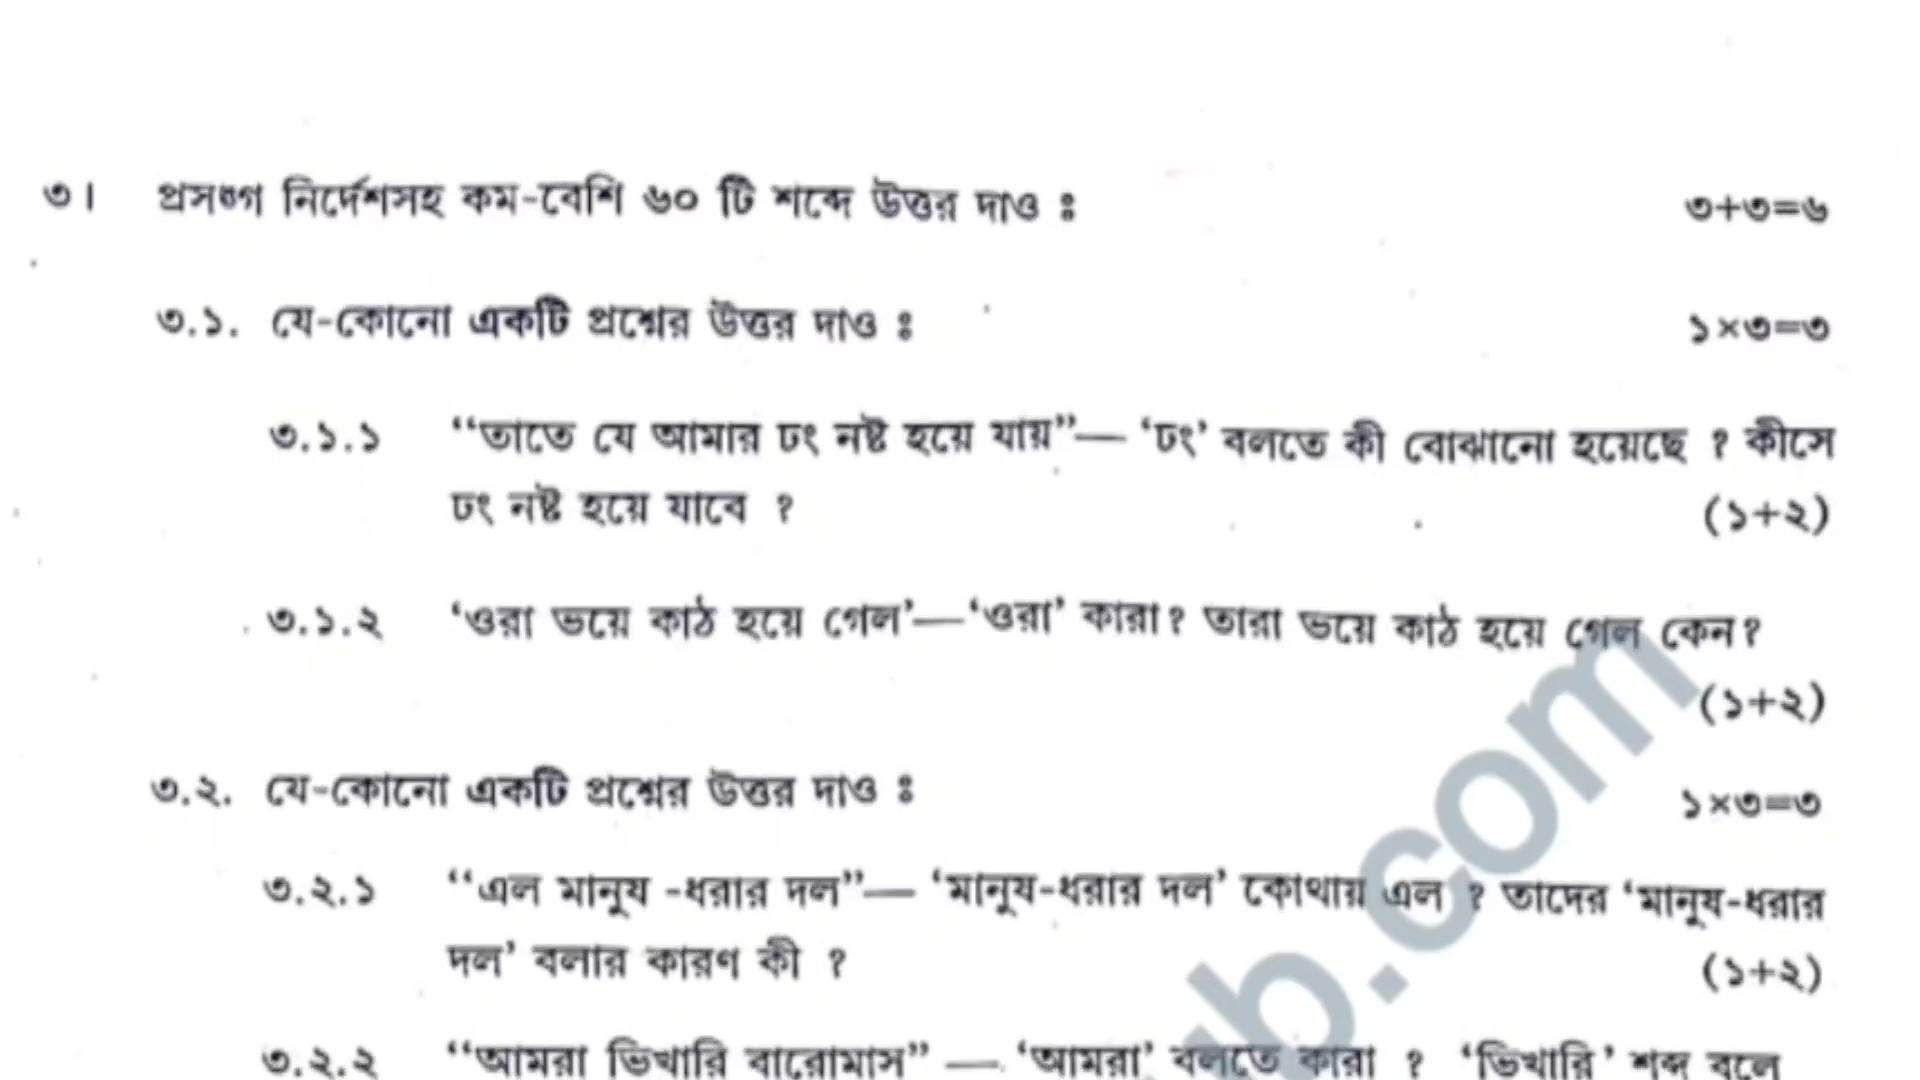 ৩। প্রসঙ্গ নির্দেশসহ কম-বেশি ৬০ টি শব্দে উত্তর দাও ঃ ৩+৩=৬
৩.১. যে-কোনো একটি প্রশ্নের উত্তর দাও ঃ ১×৩=৩
৩.১.১ “তাতে যে আমার ঢং নষ্ট হয়ে যায়”— ‘ঢং’ বলতে কী বোঝানো হয়েছে ? কীসে
ঢং নষ্ট হয়ে যাবে ? (১+২)
৩.১.২ ‘ওরা ভয়ে কাঠ হয়ে গেল’—‘ওরা’ কারা? তারা ভয়ে কাঠ হয়ে গেল কেন?
(১+২)
৩.২. যে-কোনো একটি প্রশ্নের উত্তর দাও ঃ ১×৩=৩
৩.২.১ “এল মানুষ -ধরার দল”— ‘মানুষ-ধরার দল’ কোথায় এল ? তাদের ‘মানুষ-ধরার
দল’ বলার কারণ কী ? (১+২)
৩.২.২ “আমরা ভিখারি বারোমাস” — ‘আমরা’ বলতে কারা ? ‘ভিখারি’ শব্দ বলে
b.com